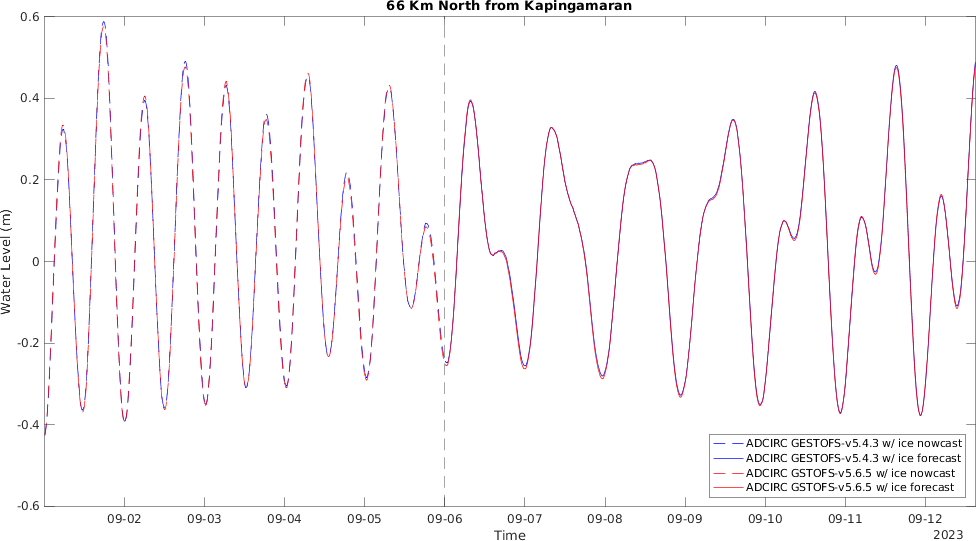 66 Km North from Kapingamaran
0.6
0.4
0.2
0
-0.2
-0.4
-0.6
Water Level (m)
ADCIRC GESTOFS-v5.4.3 w/ ice nowcast
ADCIRC GESTOFS-v5.4.3 w/ ice forecast
ADCIRC GSTOFS-v5.6.5 w/ ice nowcast
ADCIRC GSTOFS-v5.6.5 w/ ice forecast
09-02 09-03 09-04 09-05 09-06 09-07 09-08 09-09 09-10 09-11 09-12
Time
2023